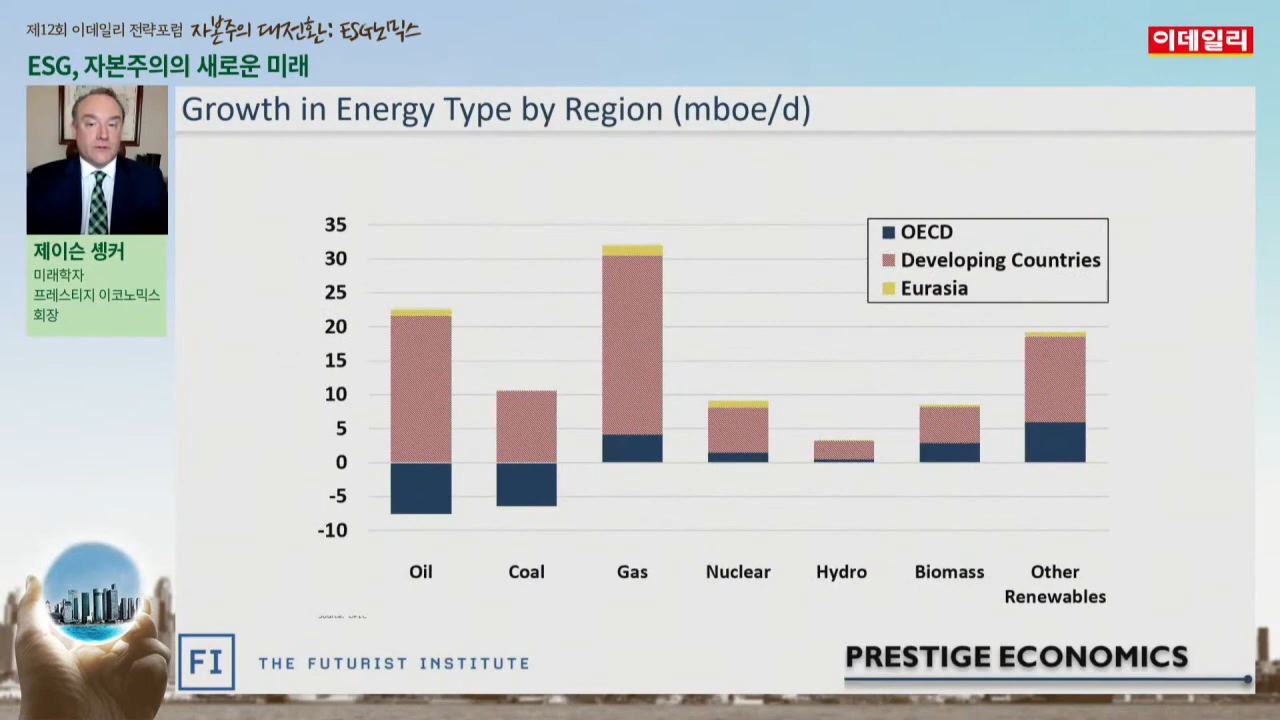 제12회 이데일리 전략포럼 자본주의 대전환: ESG노믹스
이데일리
ESG, 자본주의의 새로운 미래
제이슨 솅커
미래학자
프레스티지 이코노믹스
회장
Growth in Energy Type by Region (mboe/d)
OECD
Developing Countries
Eurasia
35
30
25
20
15
10
5
0
-5
-10
Oil Coal Gas Nuclear Hydro Biomass Other
Renewables
FI THE FUTURIST INSTITUTE
PRESTIGE ECONOMICS